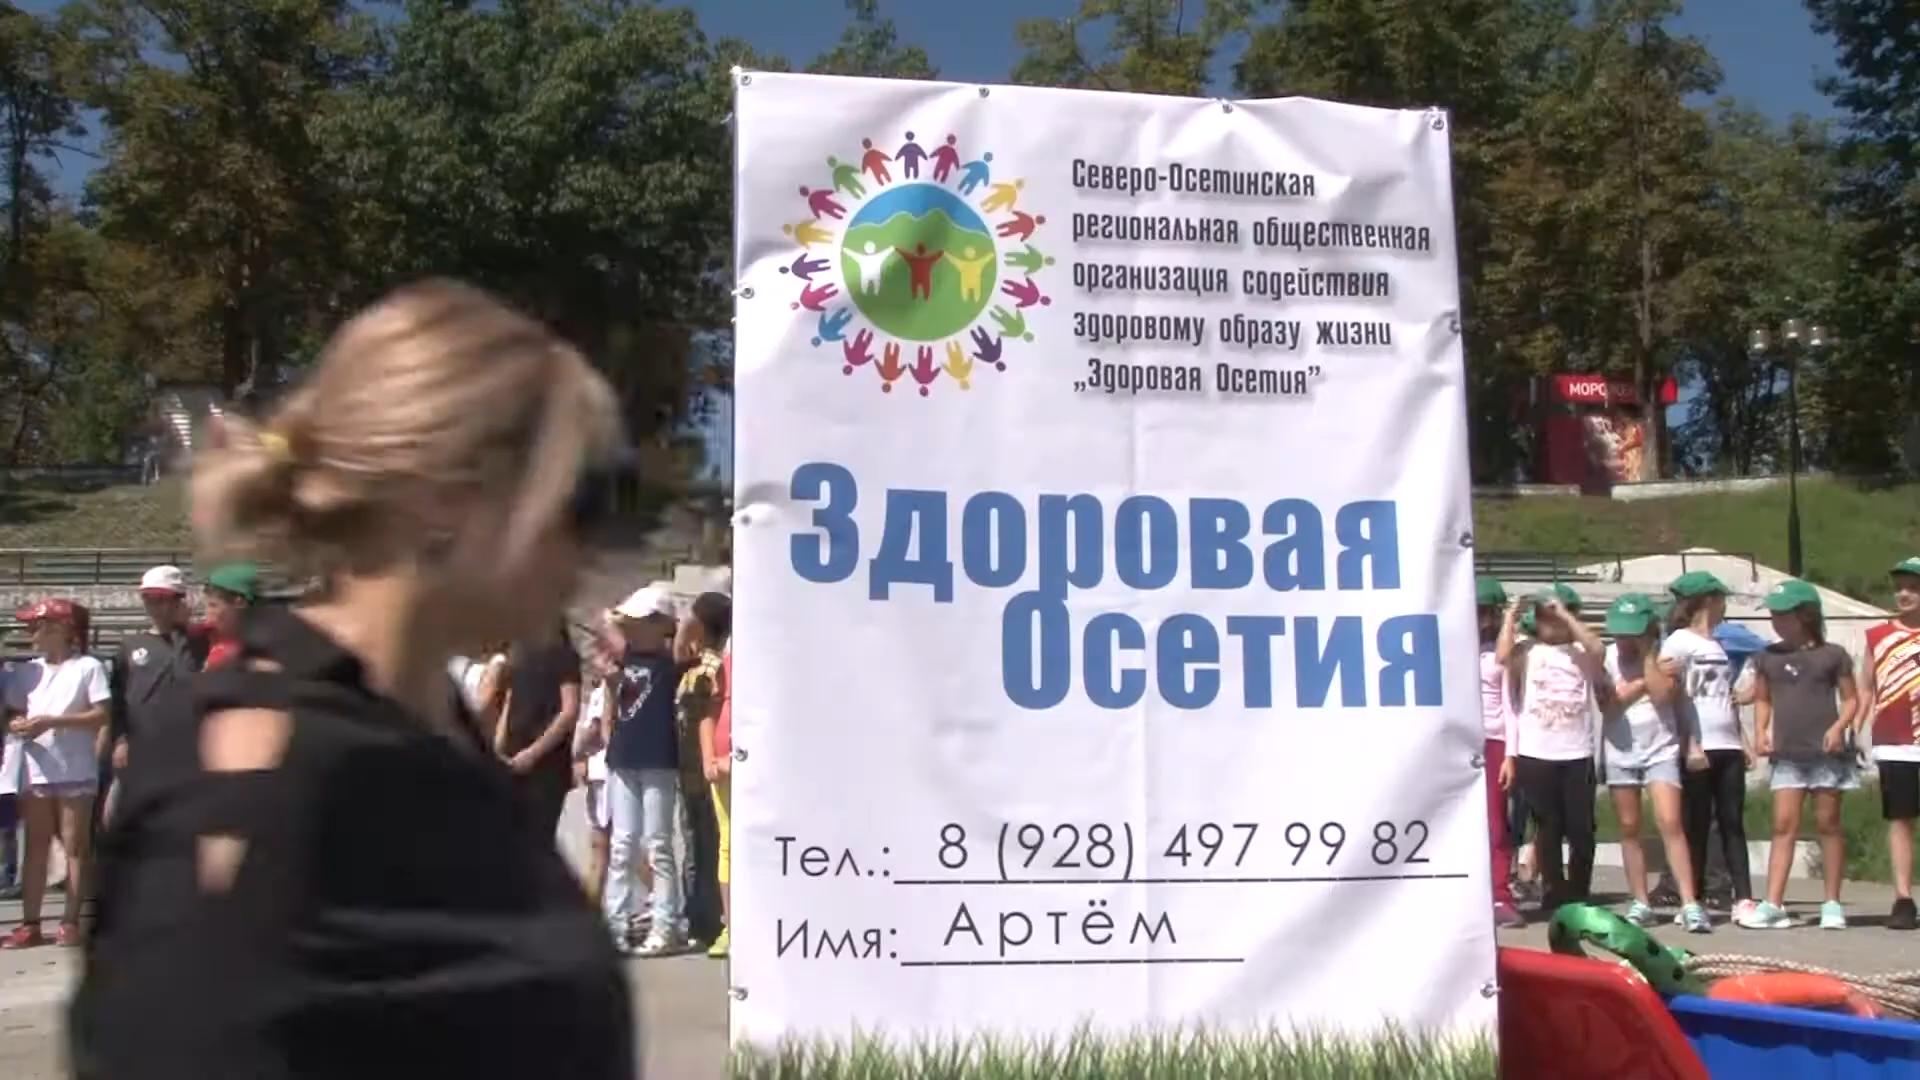 Северо-Осетинская
региональная общественная
организация содействия
здоровому образу жизни
„Здоровая Осетия”
Здоровая
Осетия
Тел.: 8 (928) 497 99 82
Имя: Артём